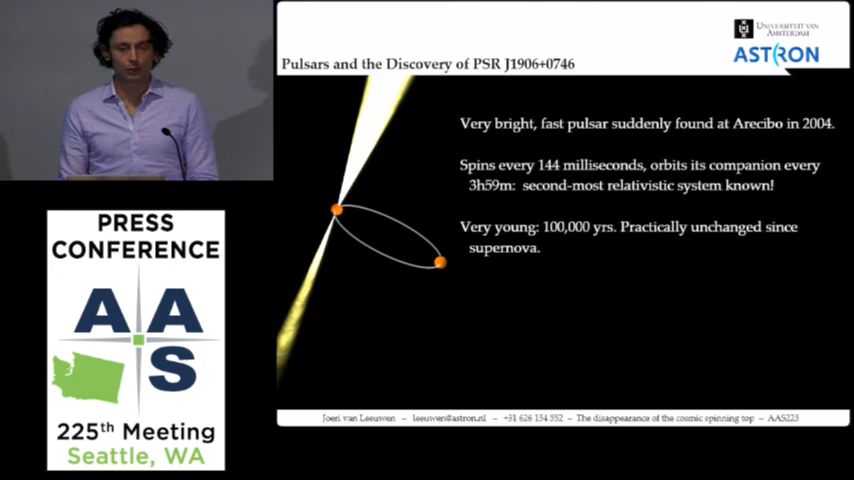 UNIVERSITEIT VAN
AMSTERDAM
ASTRON
Pulsars and the Discovery of PSR J1906+0746
Very bright, fast pulsar suddenly found at Arecibo in 2004.
Spins every 144 milliseconds, orbits its companion every
3h59m: second-most relativistic system known!
Very young: 100,000 yrs. Practically unchanged since
supernova.
PRESS
CONFERENCE
AAS
225th Meeting
Seattle, WA
Joeri van Leeuwen – leeuwen@astron.nl – +31 626 154 552 – The disappearance of the cosmic spinning top – AAS225